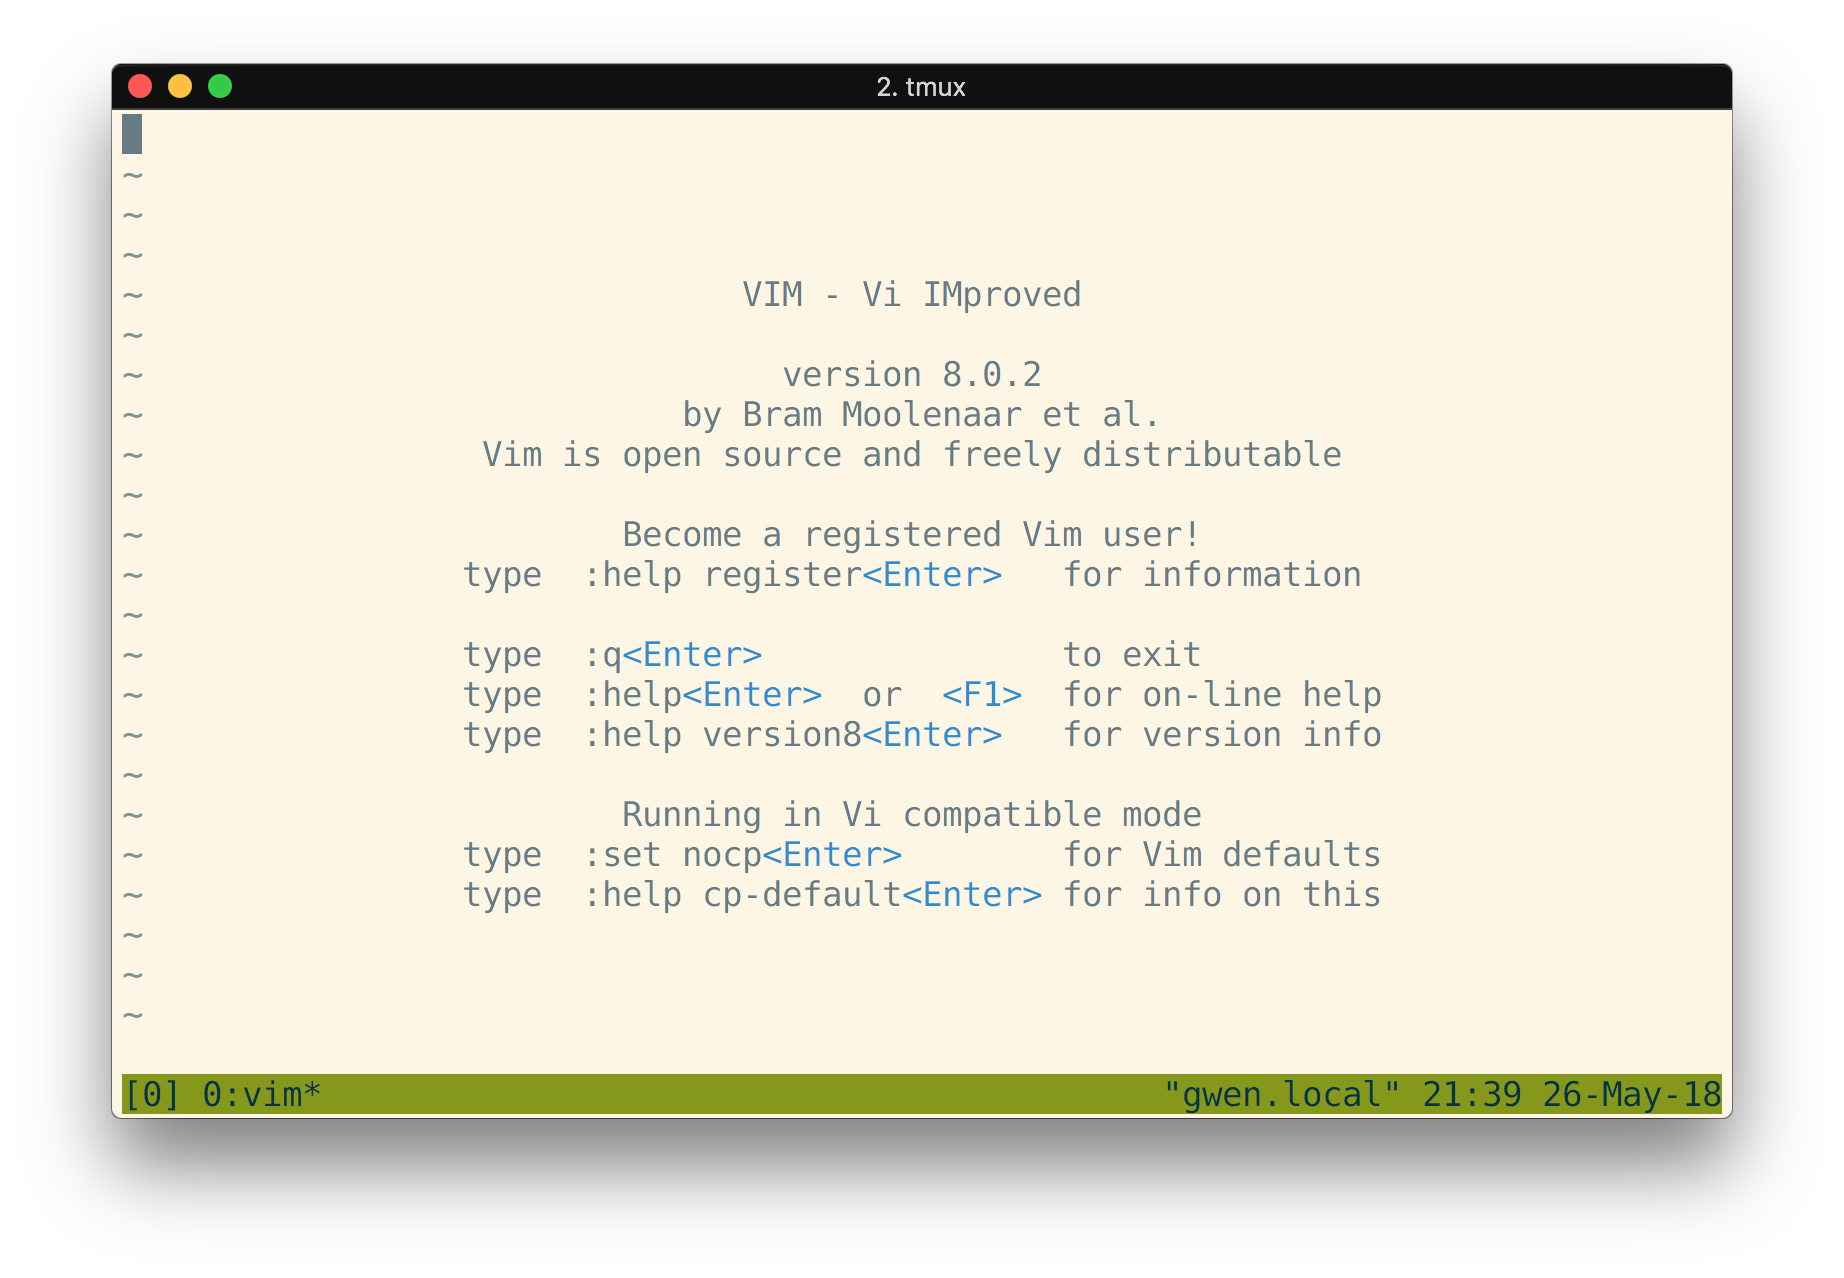 2. tmux
~
~
~
~ VIM - Vi IMproved
~
~ version 8.0.2
~ by Bram Moolenaar et al.
~ Vim is open source and freely distributable
~
~ Become a registered Vim user!
~ type  :help register<Enter>   for information
~
~ type  :q<Enter>               to exit
~ type  :help<Enter>  or  <F1>  for on-line help
~ type  :help version8<Enter>   for version info
~
~ Running in Vi compatible mode
~ type  :set nocp<Enter>        for Vim defaults
~ type  :help cp-default<Enter> for info on this
~
~
~
[0] 0:vim* "gwen.local" 21:39 26-May-18